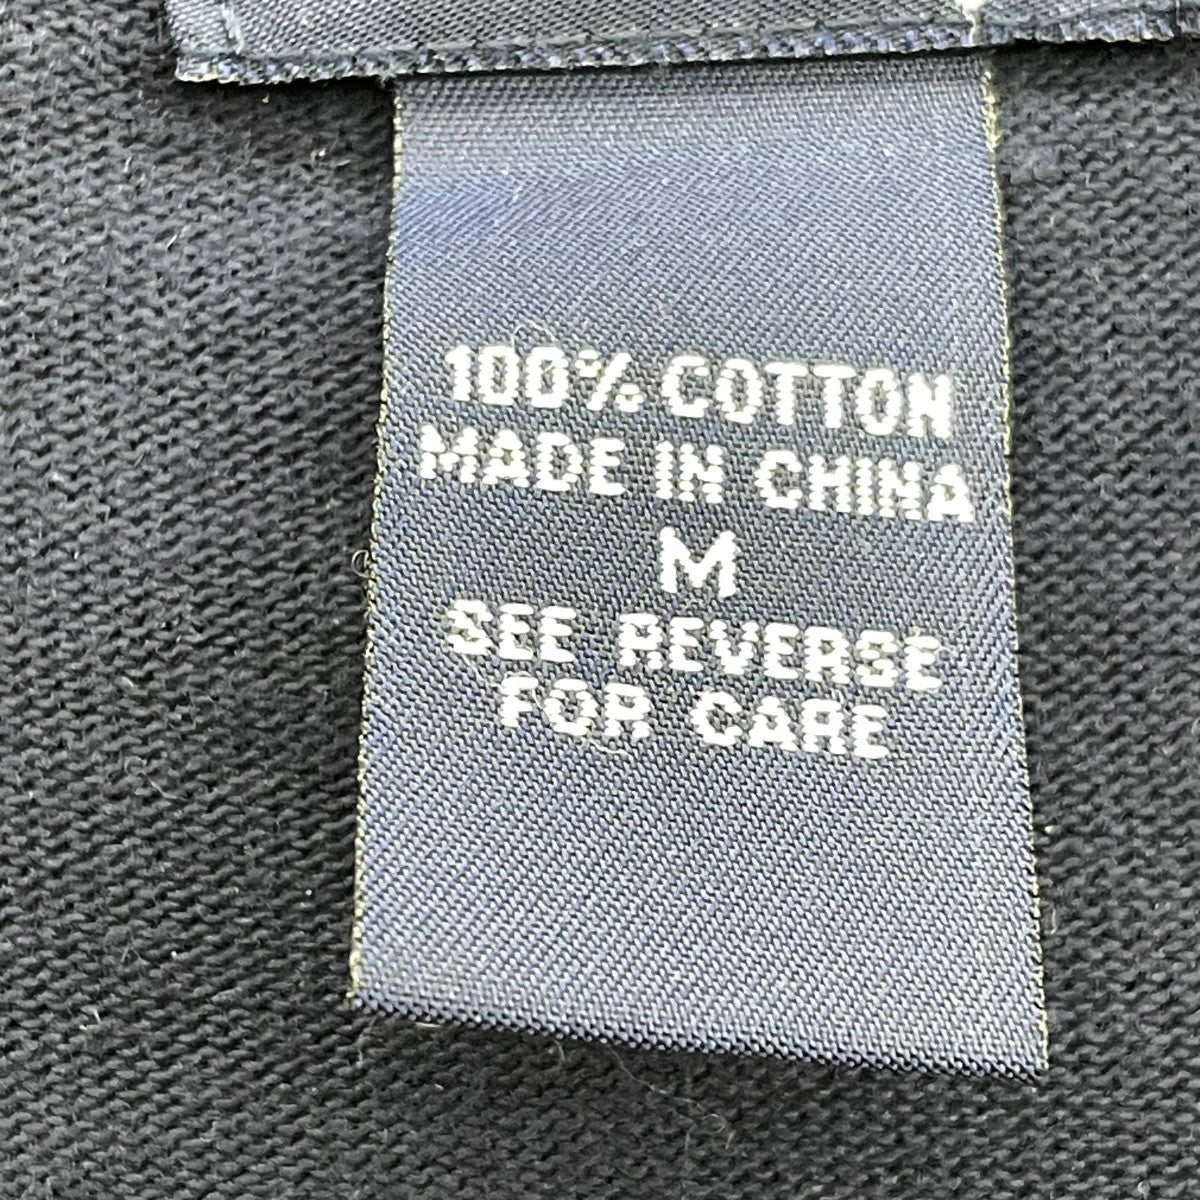 100% COTTON
MADE IN CHINA
M
SEE REVERSE
FOR CARE